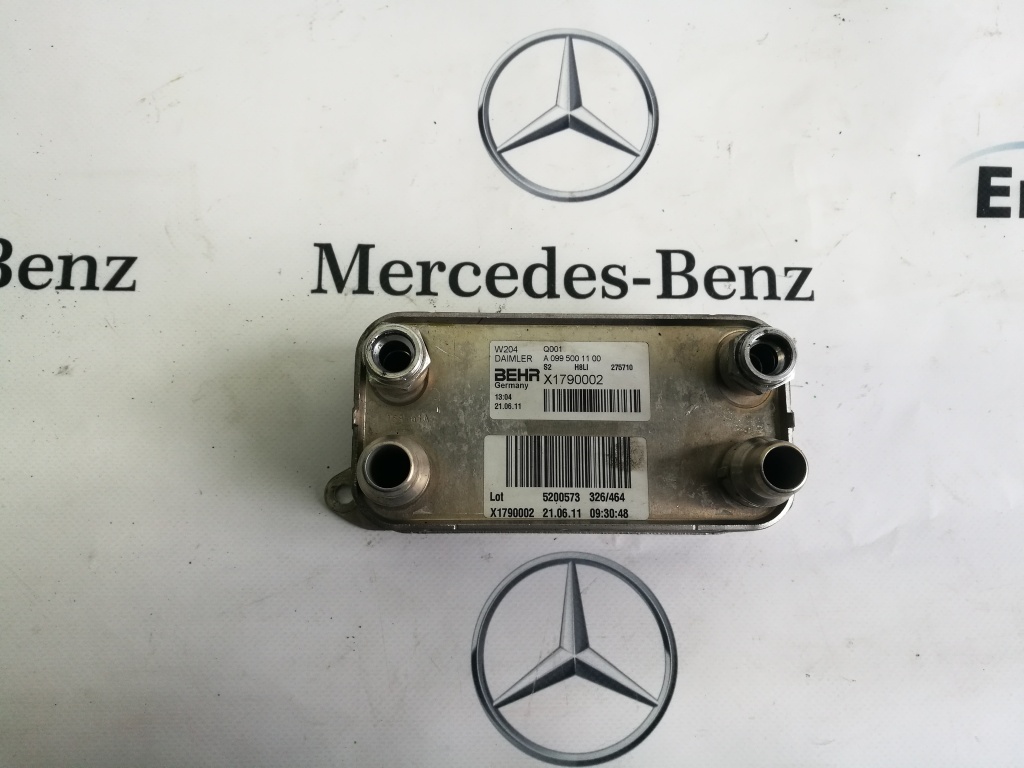 Benz
Mercedes-Benz
W204 Q001
DAIMLER A 099 500 11 00
S2 H8LI 275710
BEHR X1790002
Germany
13:04
21.06.11
Lot 5200573 326/464
X1790002 21.06.11 09:30:48